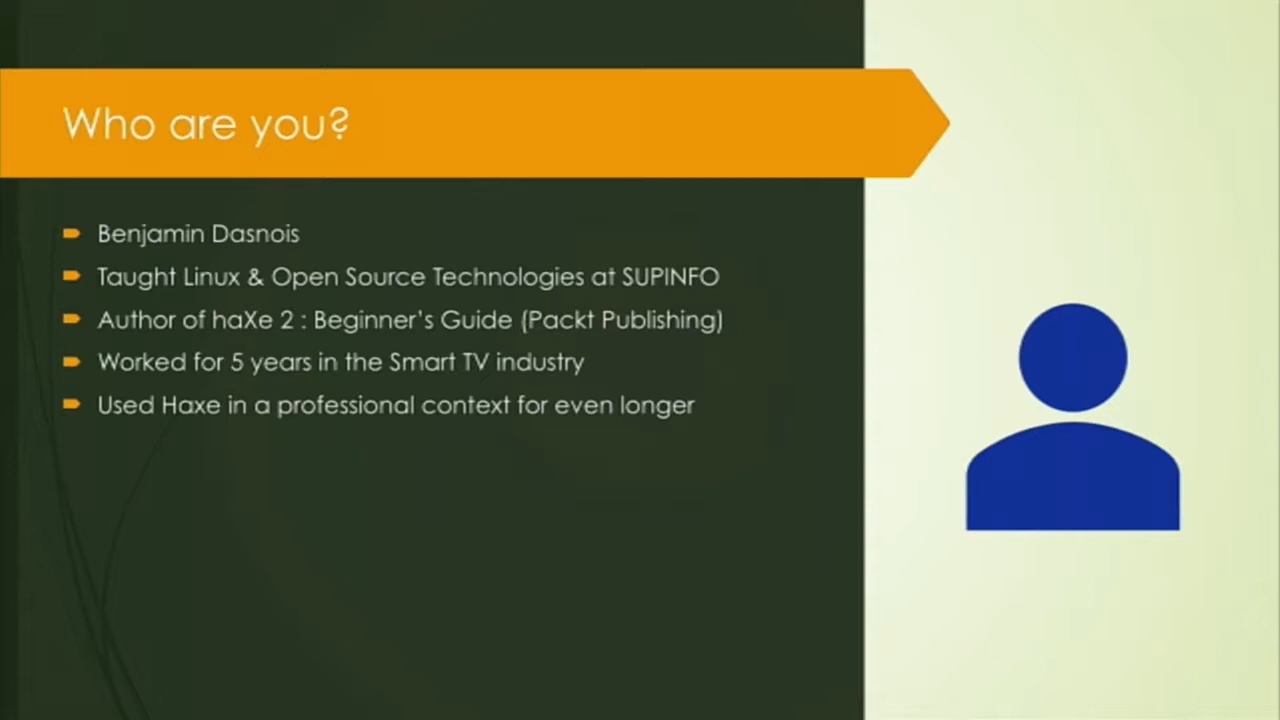 Who are you?
Benjamin Dasnois
Taught Linux & Open Source Technologies at SUPINFO
Author of haXe 2 : Beginner's Guide (Packt Publishing)
Worked for 5 years in the Smart TV industry
Used Haxe in a professional context for even longer